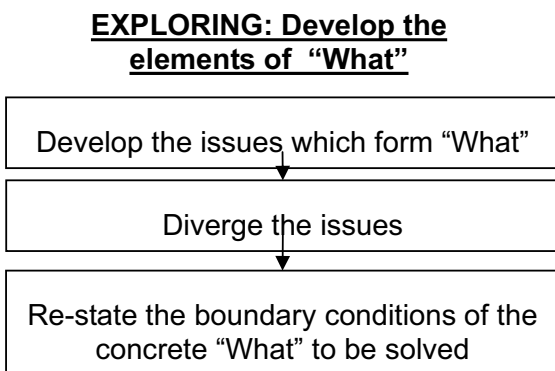 EXPLORING: Develop the
elements of “What”
Develop the issues which form “What”
Diverge the issues
Re-state the boundary conditions of the
concrete “What” to be solved